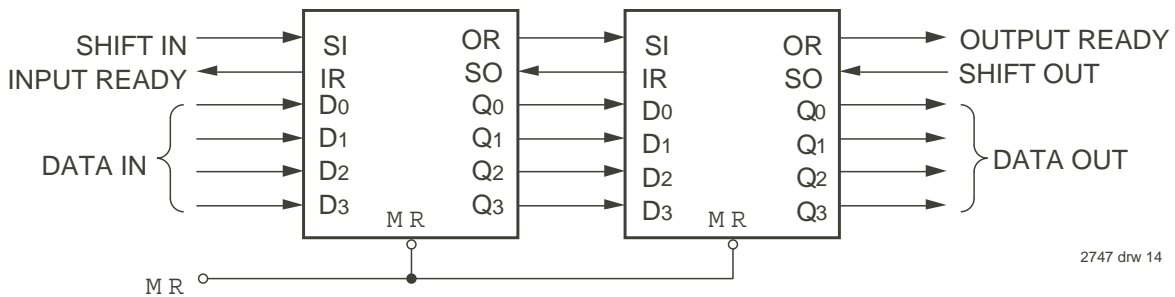 SHIFT IN
INPUT READY
DATA IN
SI
IR
D0
D1
D2
D3
OR
SO
Q0
Q1
Q2
Q3
MR
SI
IR
D0
D1
D2
D3
OR
SO
Q0
Q1
Q2
Q3
OUTPUT READY
SHIFT OUT
DATA OUT
MR
2747 drw 14